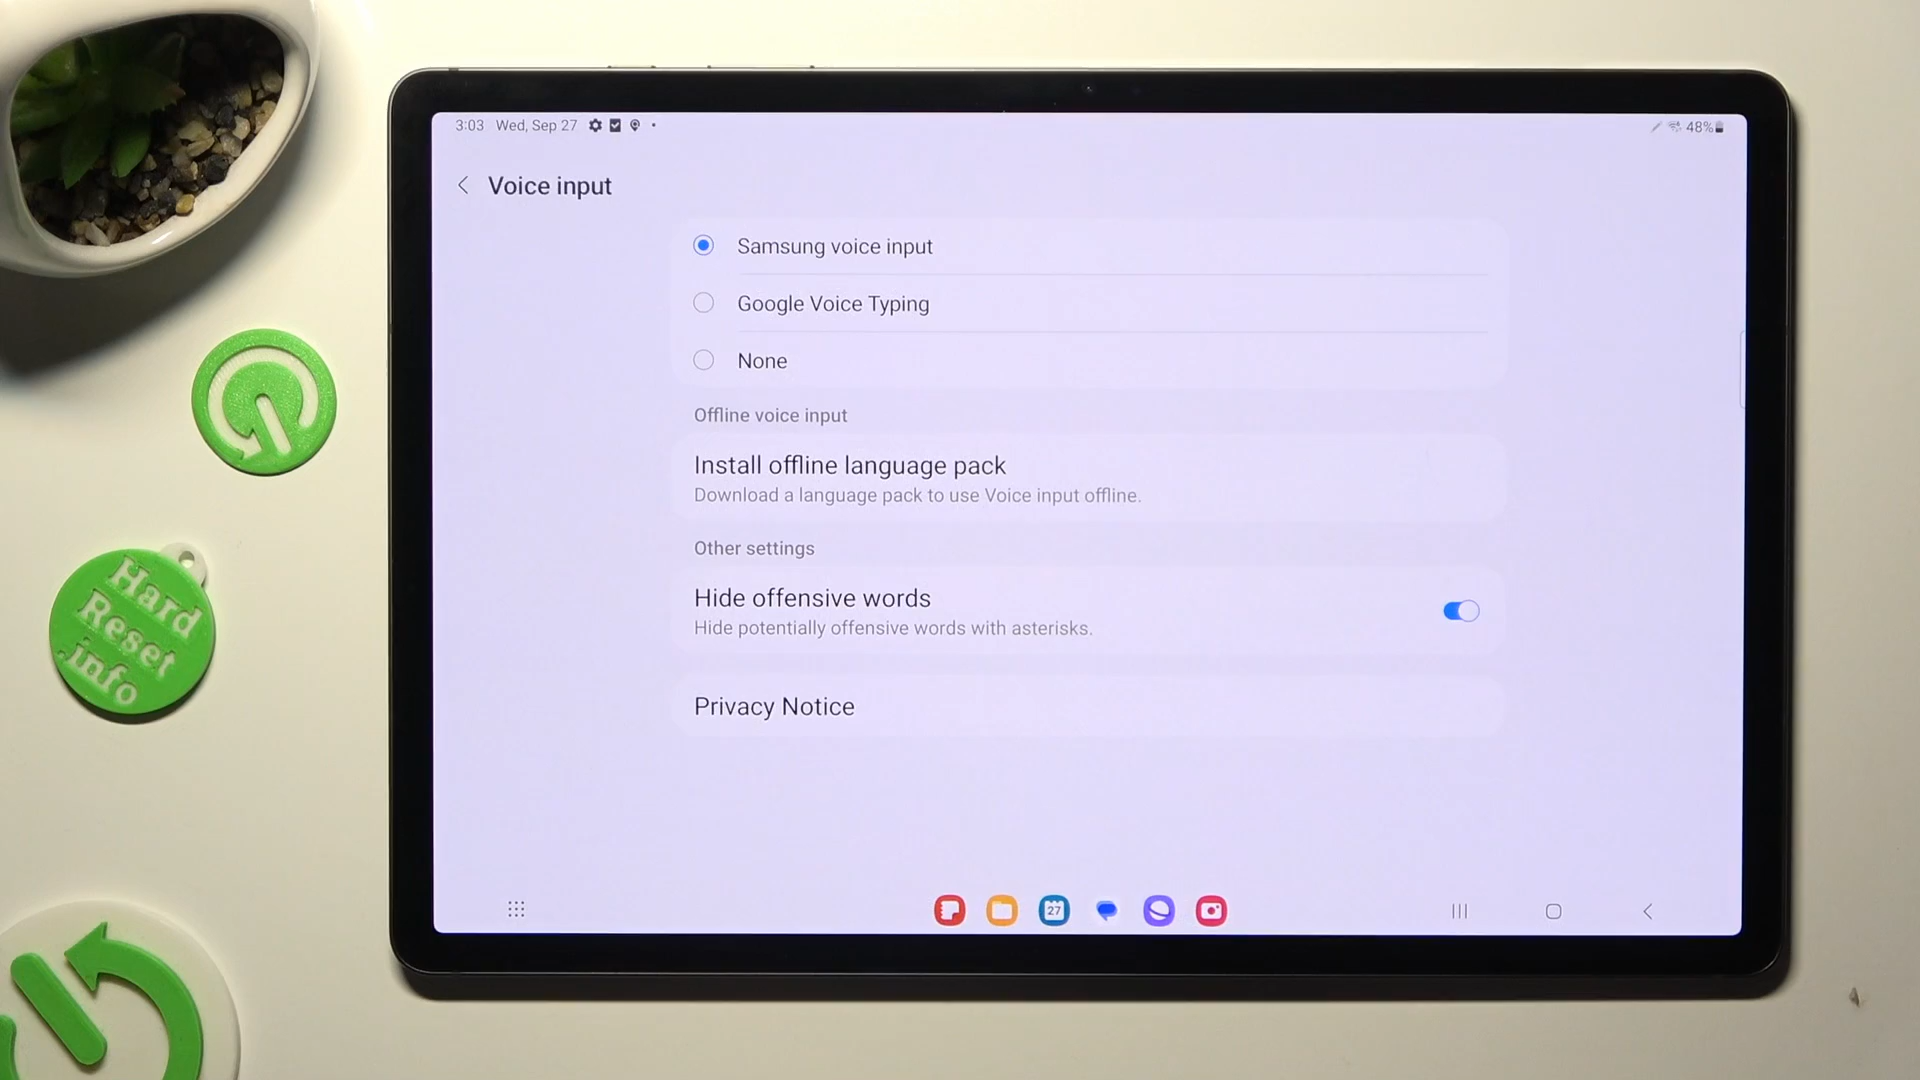 3:03 Wed, Sep 27
48%
Voice input
Samsung voice input
Google Voice Typing
None
Offline voice input
Install offline language pack
Download a language pack to use Voice input offline.
Other settings
Hide offensive words
Hide potentially offensive words with asterisks.
Privacy Notice
27
Hard
Reset
.info